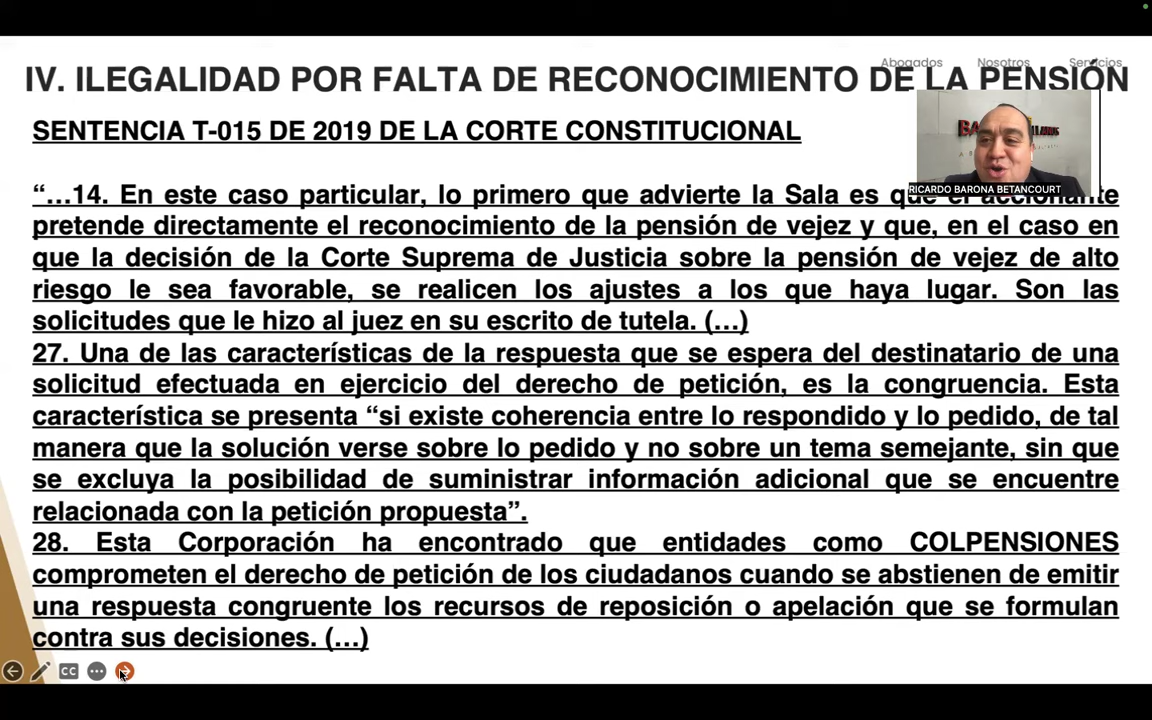 Abogados Nosotros Servicios
IV. ILEGALIDAD POR FALTA DE RECONOCIMIENTO DE LA PENSIÓN
SENTENCIA T-015 DE 2019 DE LA CORTE CONSTITUCIONAL
RICARDO BARONA BETANCOURT
“…14. En este caso particular, lo primero que advierte la Sala es que el accionante
pretende directamente el reconocimiento de la pensión de vejez y que, en el caso en
que la decisión de la Corte Suprema de Justicia sobre la pensión de vejez de alto
riesgo le sea favorable, se realicen los ajustes a los que haya lugar. Son las
solicitudes que le hizo al juez en su escrito de tutela. (…)
27. Una de las características de la respuesta que se espera del destinatario de una
solicitud efectuada en ejercicio del derecho de petición, es la congruencia. Esta
característica se presenta “si existe coherencia entre lo respondido y lo pedido, de tal
manera que la solución verse sobre lo pedido y no sobre un tema semejante, sin que
se excluya la posibilidad de suministrar información adicional que se encuentre
relacionada con la petición propuesta”.
28. Esta Corporación ha encontrado que entidades como COLPENSIONES
comprometen el derecho de petición de los ciudadanos cuando se abstienen de emitir
una respuesta congruente los recursos de reposición o apelación que se formulan
contra sus decisiones. (…)
CC